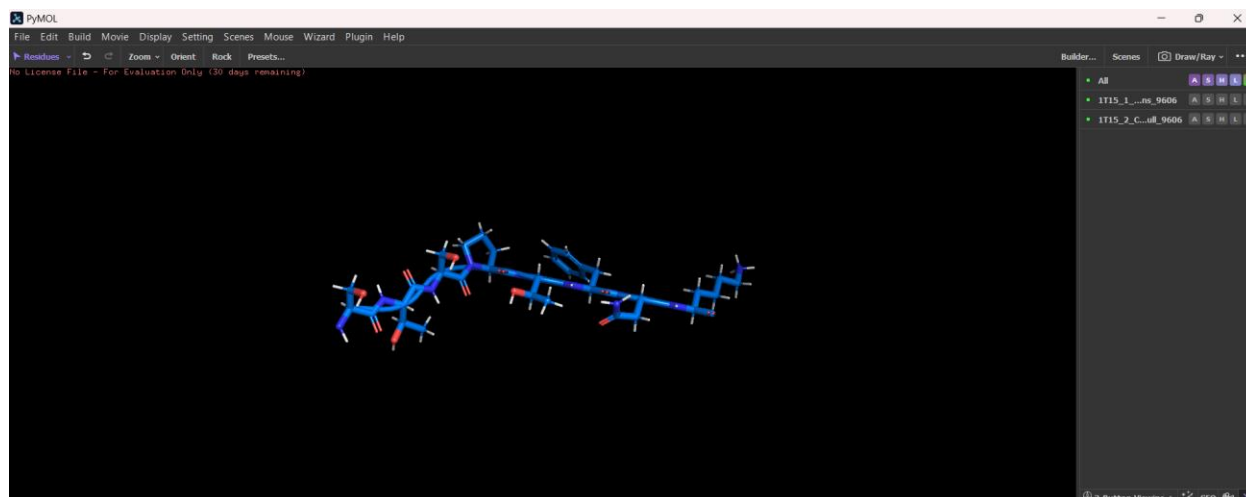 PyMOL
File Edit Build Movie Display Setting Scenes Mouse Wizard Plugin Help
Residues Zoom Orient Rock Presets... Builder... Scenes Draw/Ray
No License File - For Evaluation Only (30 days remaining)
All A S H L
1T15_1_...ns_9606 A S H L
1T15_2_C...ull_9606 A S H L